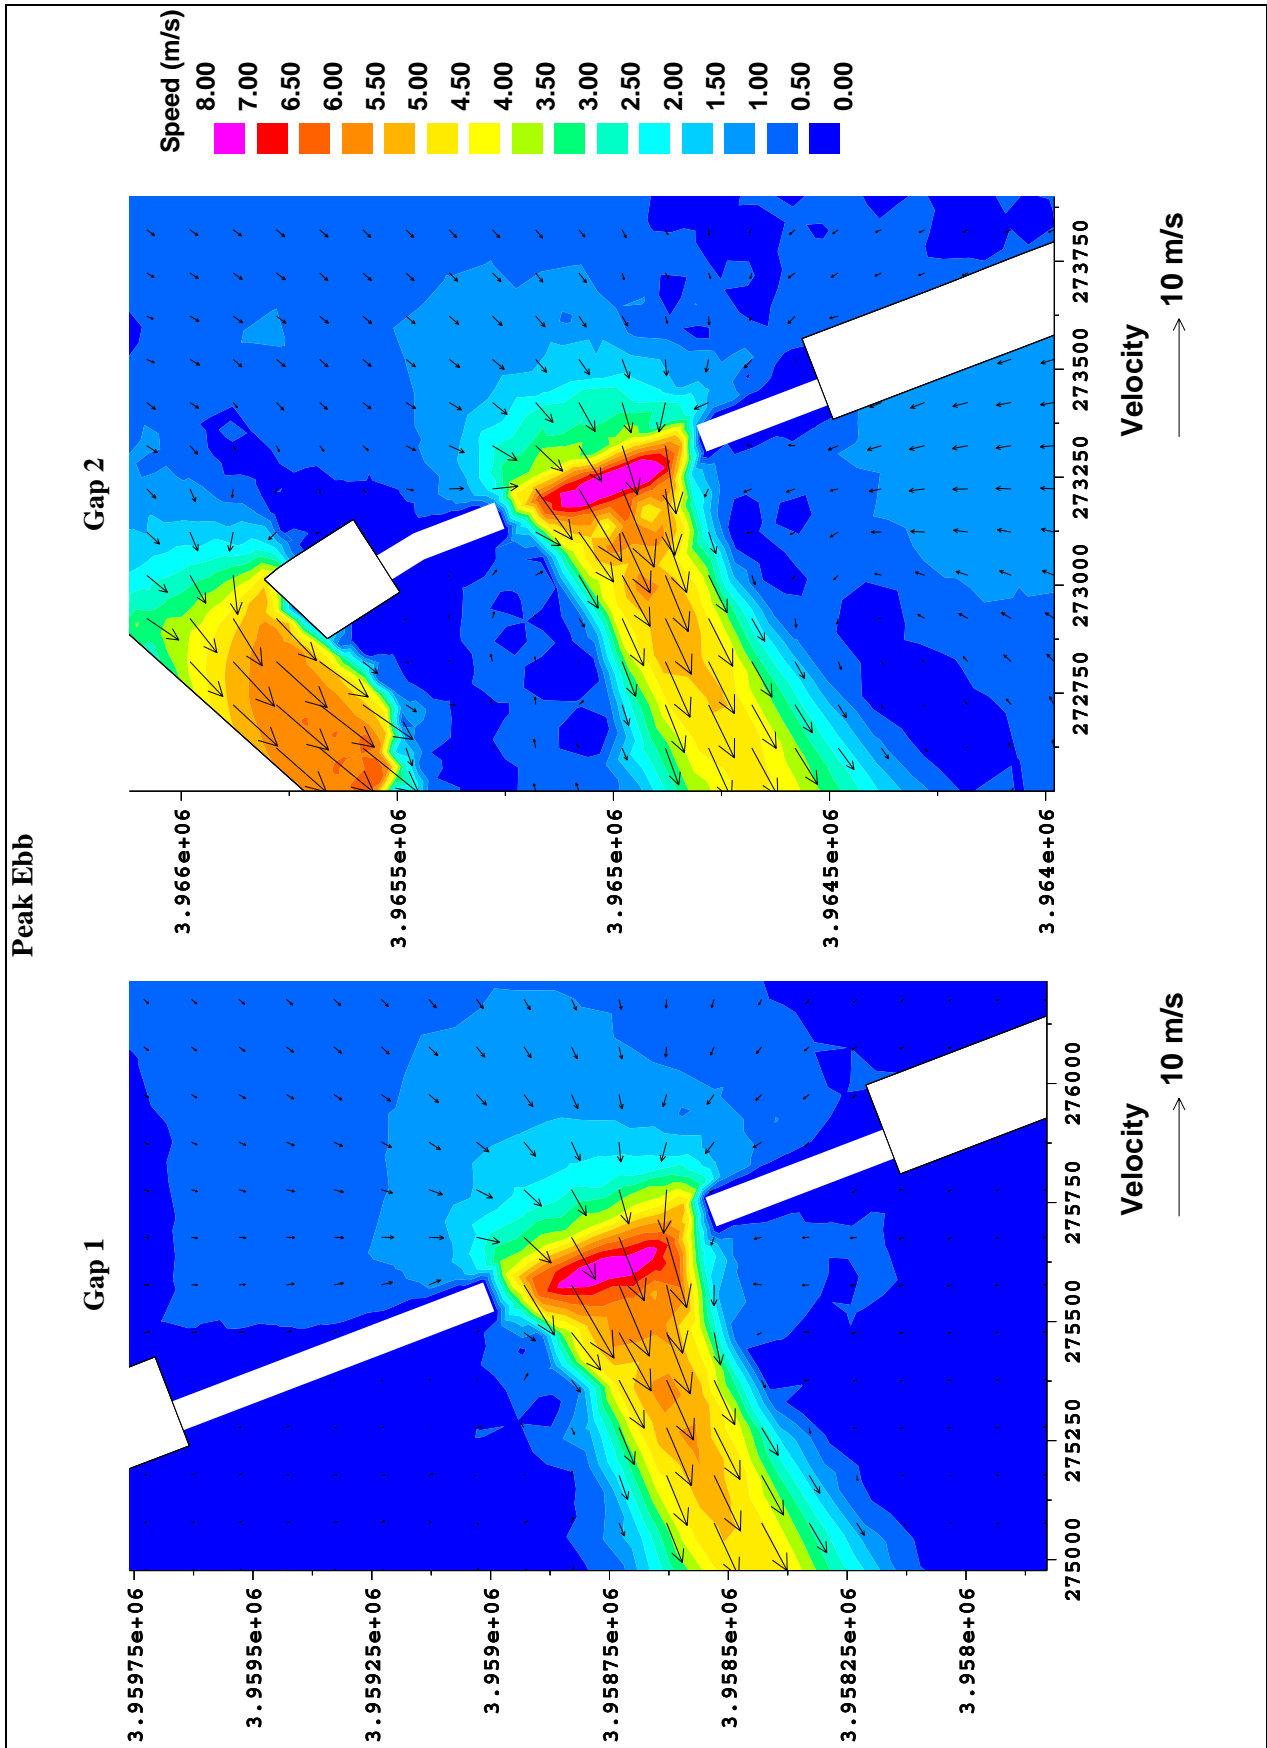 Peak Ebb
Gap 1
3.95975e+06
3.9595e+06
3.95925e+06
3.959e+06
3.95875e+06
3.9585e+06
3.95825e+06
3.958e+06
275000
275250
275500
275750
276000
Velocity
10 m/s
Gap 2
3.966e+06
3.9655e+06
3.965e+06
3.9645e+06
3.964e+06
272750
273000
273250
273500
273750
Velocity
10 m/s
Speed (m/s)
8.00
7.00
6.50
6.00
5.50
5.00
4.50
4.00
3.50
3.00
2.50
2.00
1.50
1.00
0.50
0.00